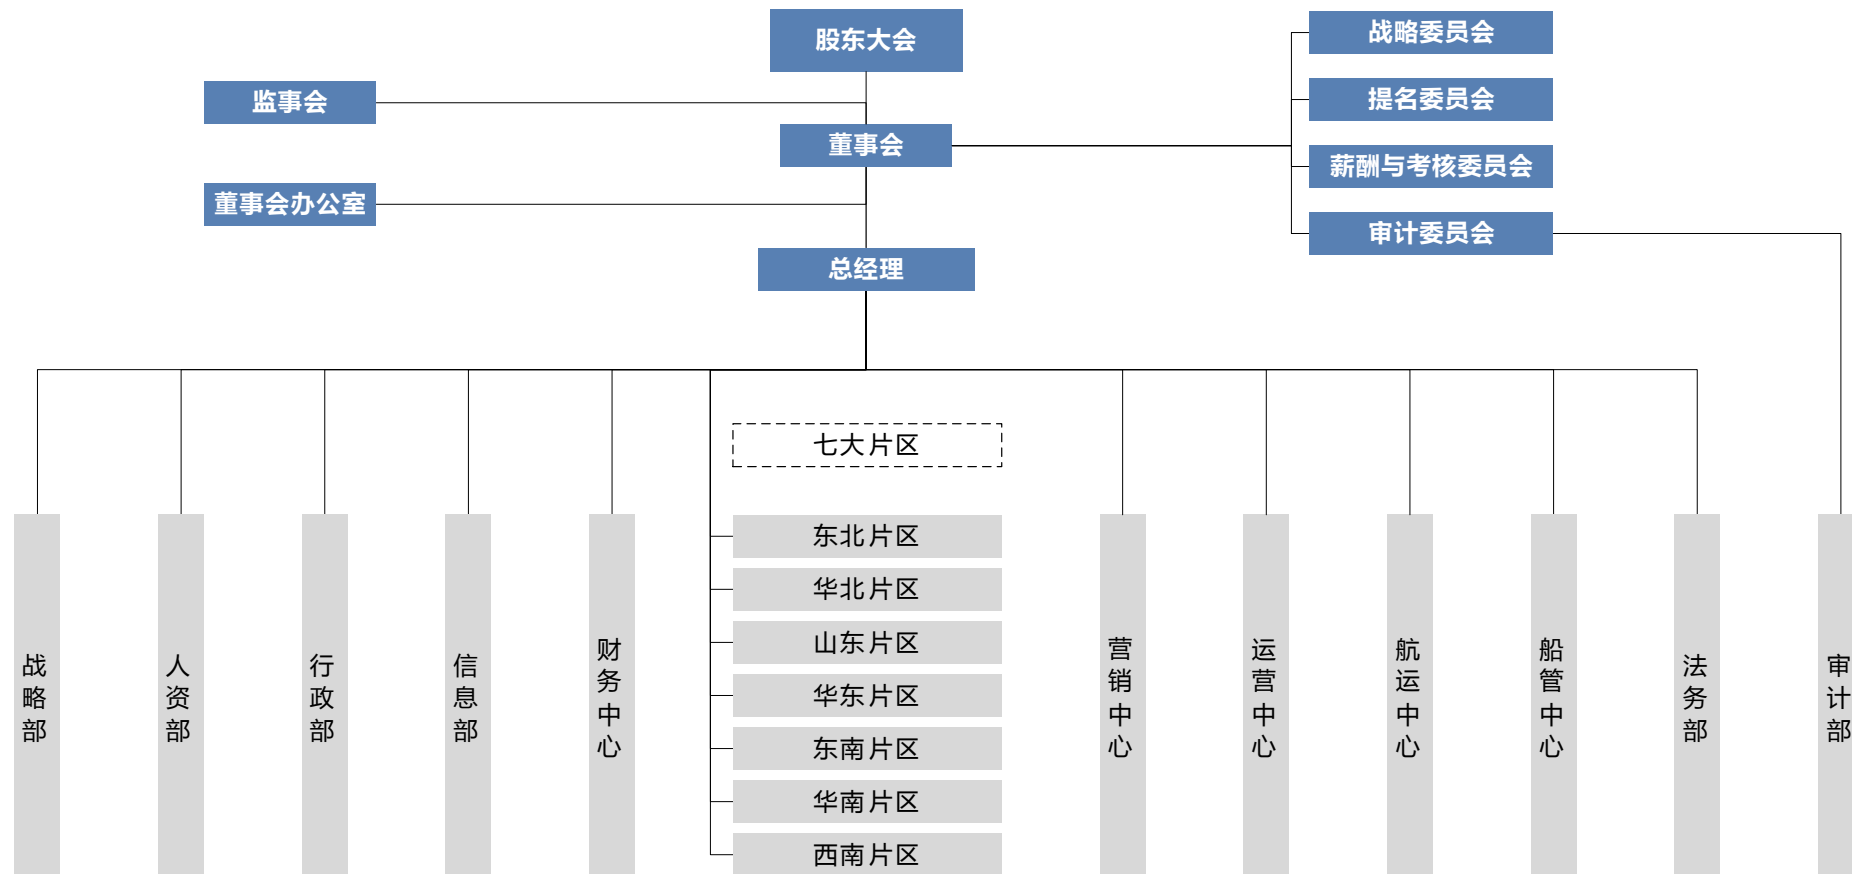 股东大会
战略委员会
监事会
提名委员会
董事会
薪酬与考核委员会
董事会办公室
审计委员会
总经理
七大片区
东北片区
华北片区
山东片区
华东片区
东南片区
华南片区
西南片区
战略部
人资部
行政部
信息部
财务中心
营销中心
运营中心
航运中心
船管中心
法务部
审计部